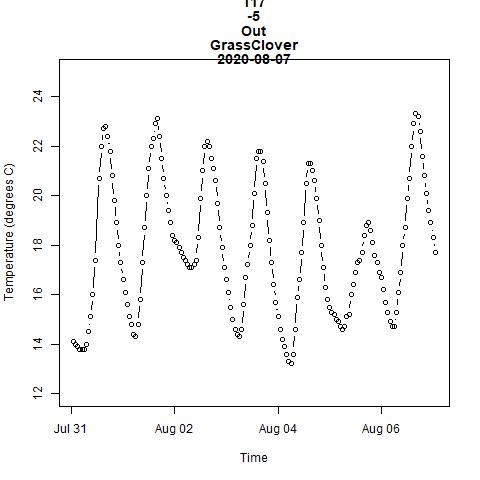 117
-5
Out
GrassClover
2020-08-07
24
22
20
18
16
14
12
Temperature (degrees C)
Jul 31
Aug 02
Aug 04
Aug 06
Time